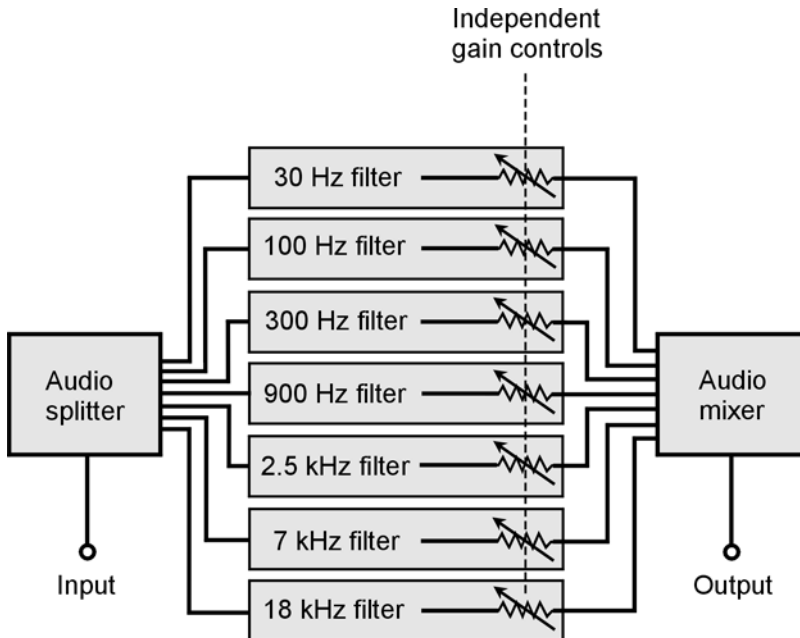 Independent
gain controls
30 Hz filter
100 Hz filter
300 Hz filter
900 Hz filter
2.5 kHz filter
7 kHz filter
18 kHz filter
Audio
splitter
Input
Audio
mixer
Output